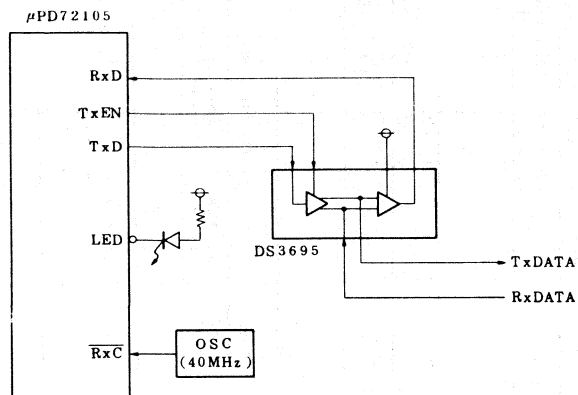 μPD72105
RxD
TxEN
TxD
LED
DS3695
TxDATA
RxDATA
RxC
OSC
(40MHz)